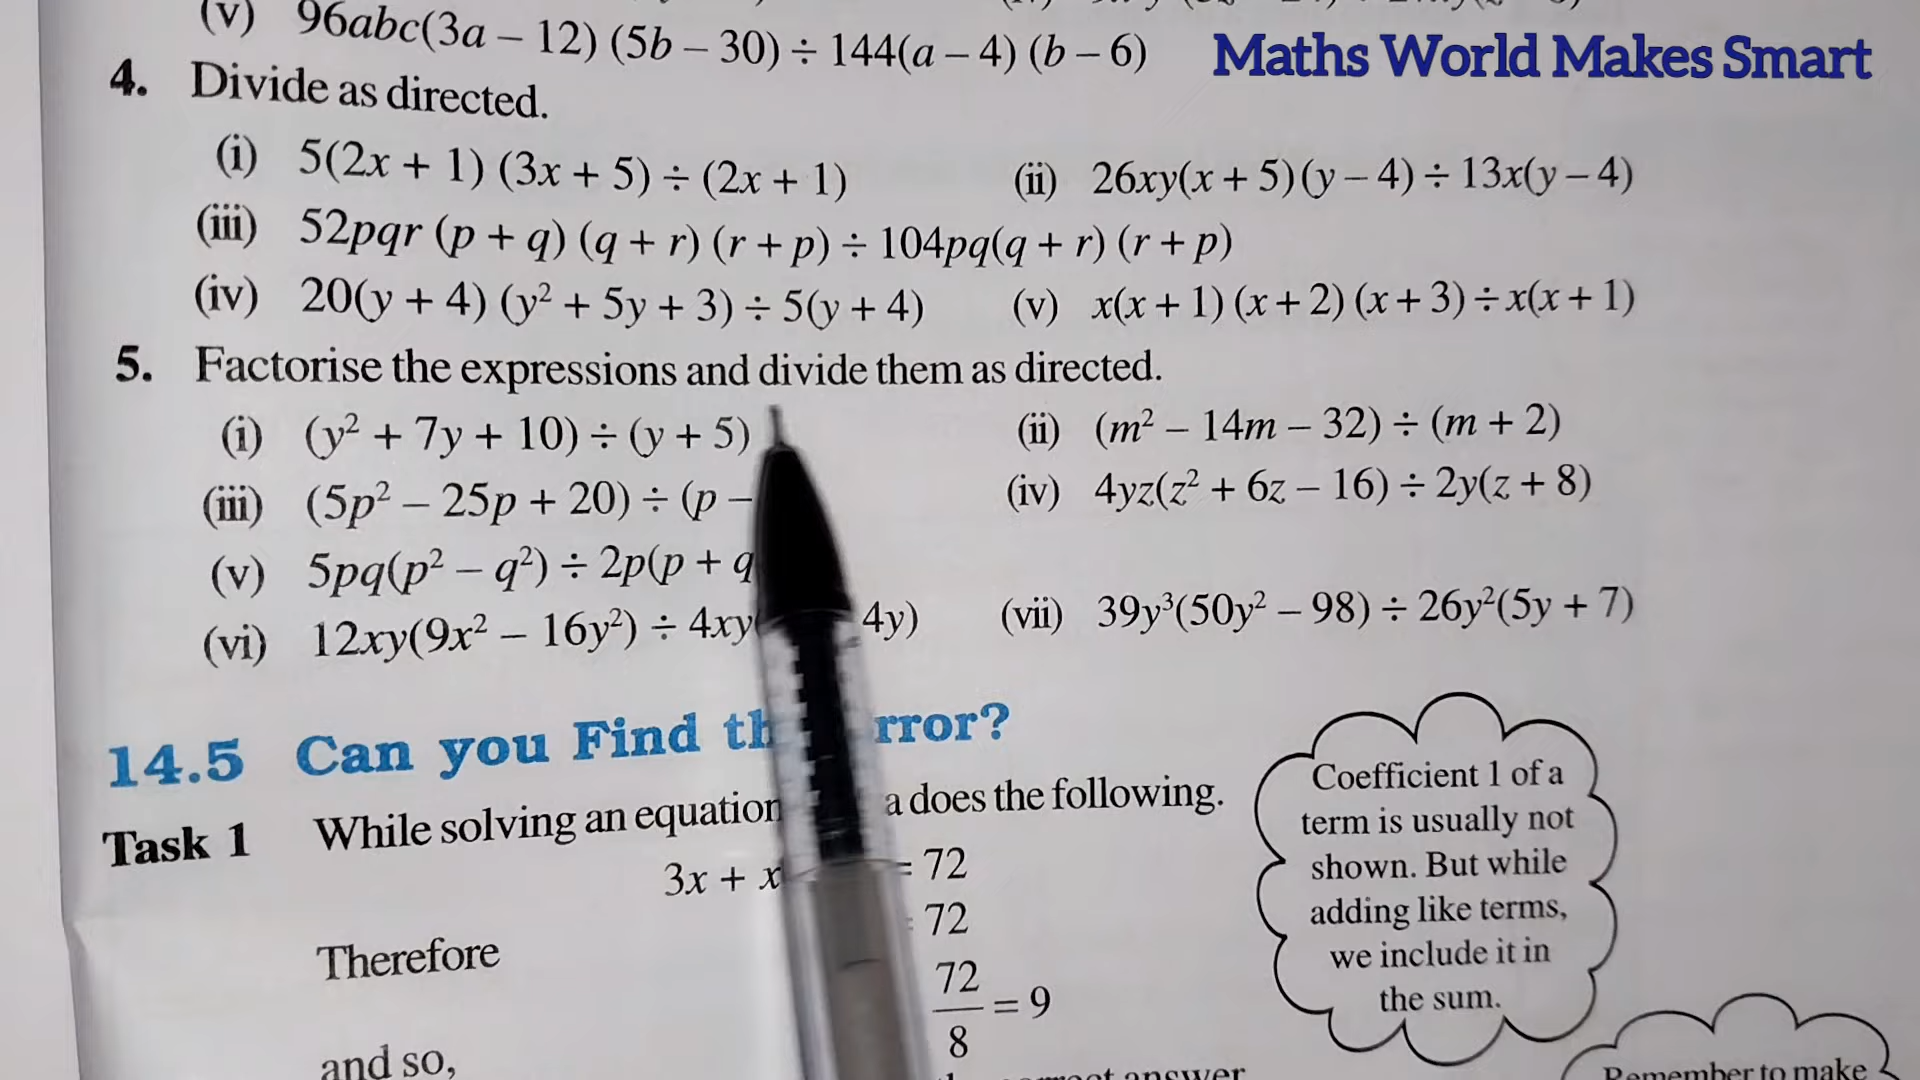 (v) 96abc(3a – 12) (5b – 30) ÷ 144(a – 4) (b – 6)
Maths World Makes Smart
4. Divide as directed.
(i) 5(2x + 1) (3x + 5) ÷ (2x + 1) (ii) 26xy(x + 5)(y – 4) ÷ 13x(y – 4)
(iii) 52pqr (p + q) (q + r) (r + p) ÷ 104pq(q + r) (r + p)
(iv) 20(y + 4) (y² + 5y + 3) ÷ 5(y + 4) (v) x(x + 1) (x + 2) (x + 3) ÷ x(x + 1)
5. Factorise the expressions and divide them as directed.
(i) (y² + 7y + 10) ÷ (y + 5) (ii) (m² – 14m – 32) ÷ (m + 2)
(iii) (5p² – 25p + 20) ÷ (p – (iv) 4yz(z² + 6z – 16) ÷ 2y(z + 8)
(v) 5pq(p² – q²) ÷ 2p(p + q
(vi) 12xy(9x² – 16y²) ÷ 4xy 4y) (vii) 39y³(50y² – 98) ÷ 26y²(5y + 7)
14.5 Can you Find
Task 1 While solving an equation does the following.
3x + x = 72
= 72
Therefore 72/8 = 9
and so,
answer
Coefficient 1 of a
term is usually not
shown. But while
adding like terms,
we include it in
the sum.
Remember to make